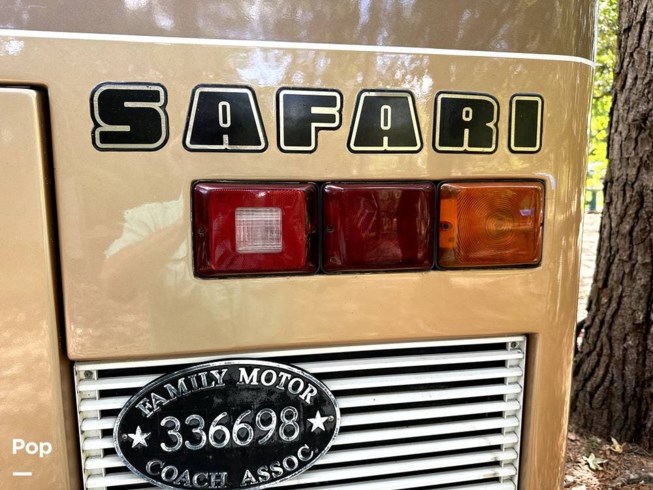 SAFARI
FAMILY MOTOR
336698
COACH ASSOC.
Pop